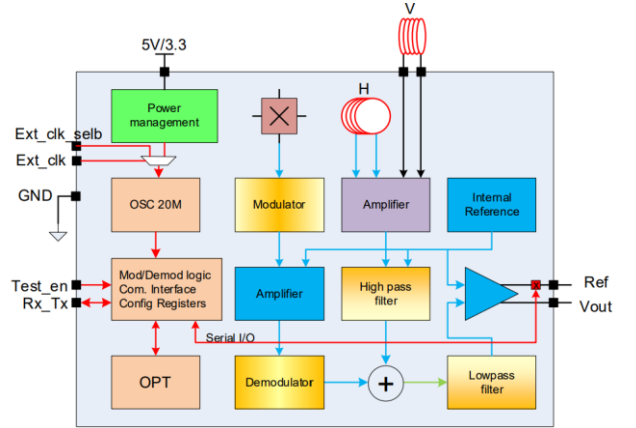 V
5V/3.3
H
Power
management
Ext_clk_selb
Ext_clk
GND
OSC 20M
Modulator
Amplifier
Internal
Reference
Test_en
Rx_Tx
Mod/Demod logic
Com. Interface
Config Registers
Amplifier
High pass
filter
Ref
Vout
Serial I/O
OPT
Demodulator
+
Lowpass
filter